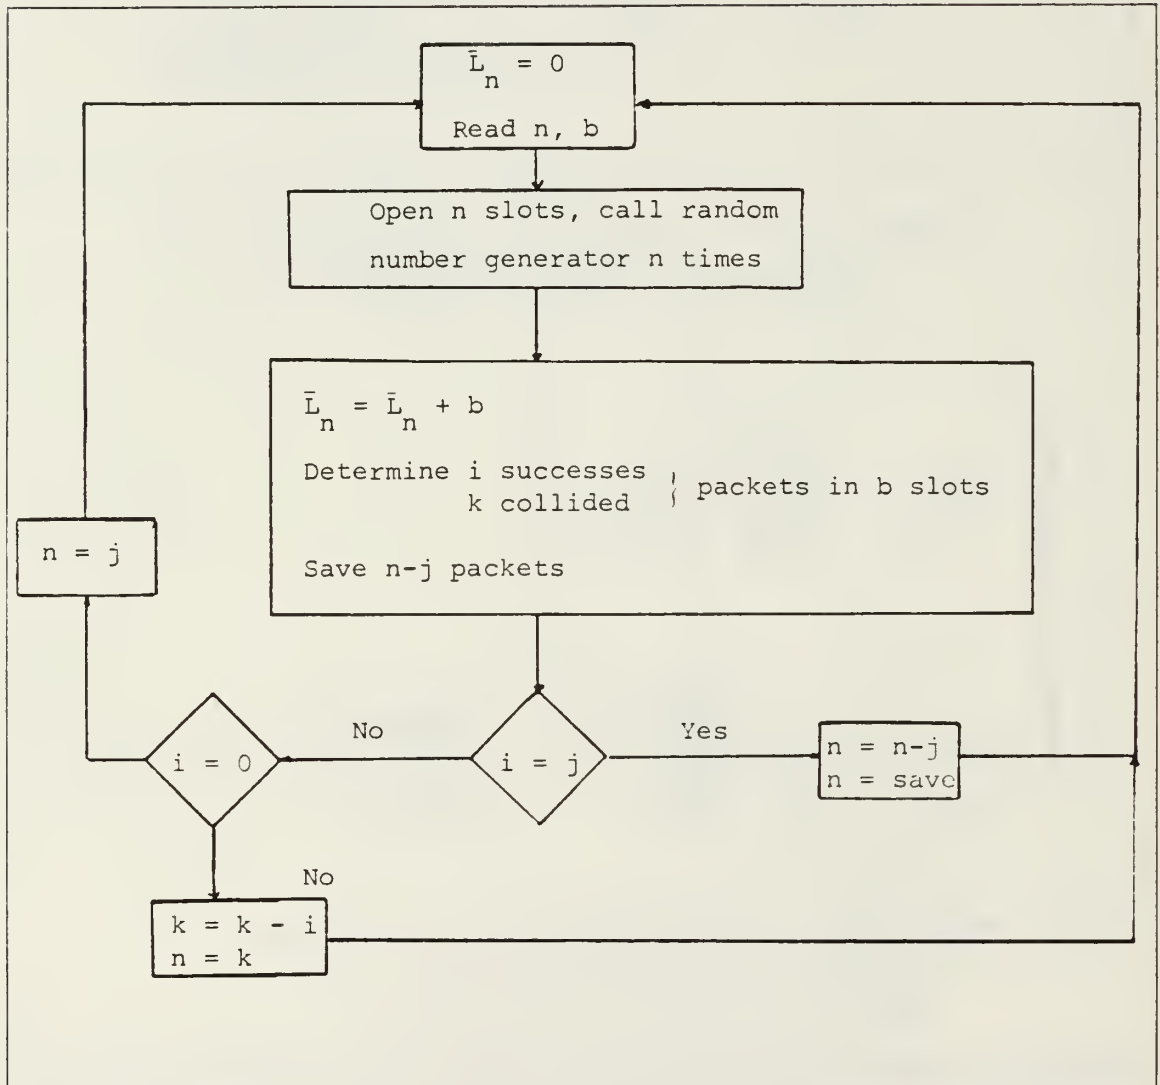 L̄n = 0
Read n, b
Open n slots, call random
number generator n times
L̄n = L̄n + b
Determine i successes
k collided } packets in b slots
Save n-j packets
n = j
No
Yes
i = 0
i = j
n = n-j
n = save
No
k = k - i
n = k